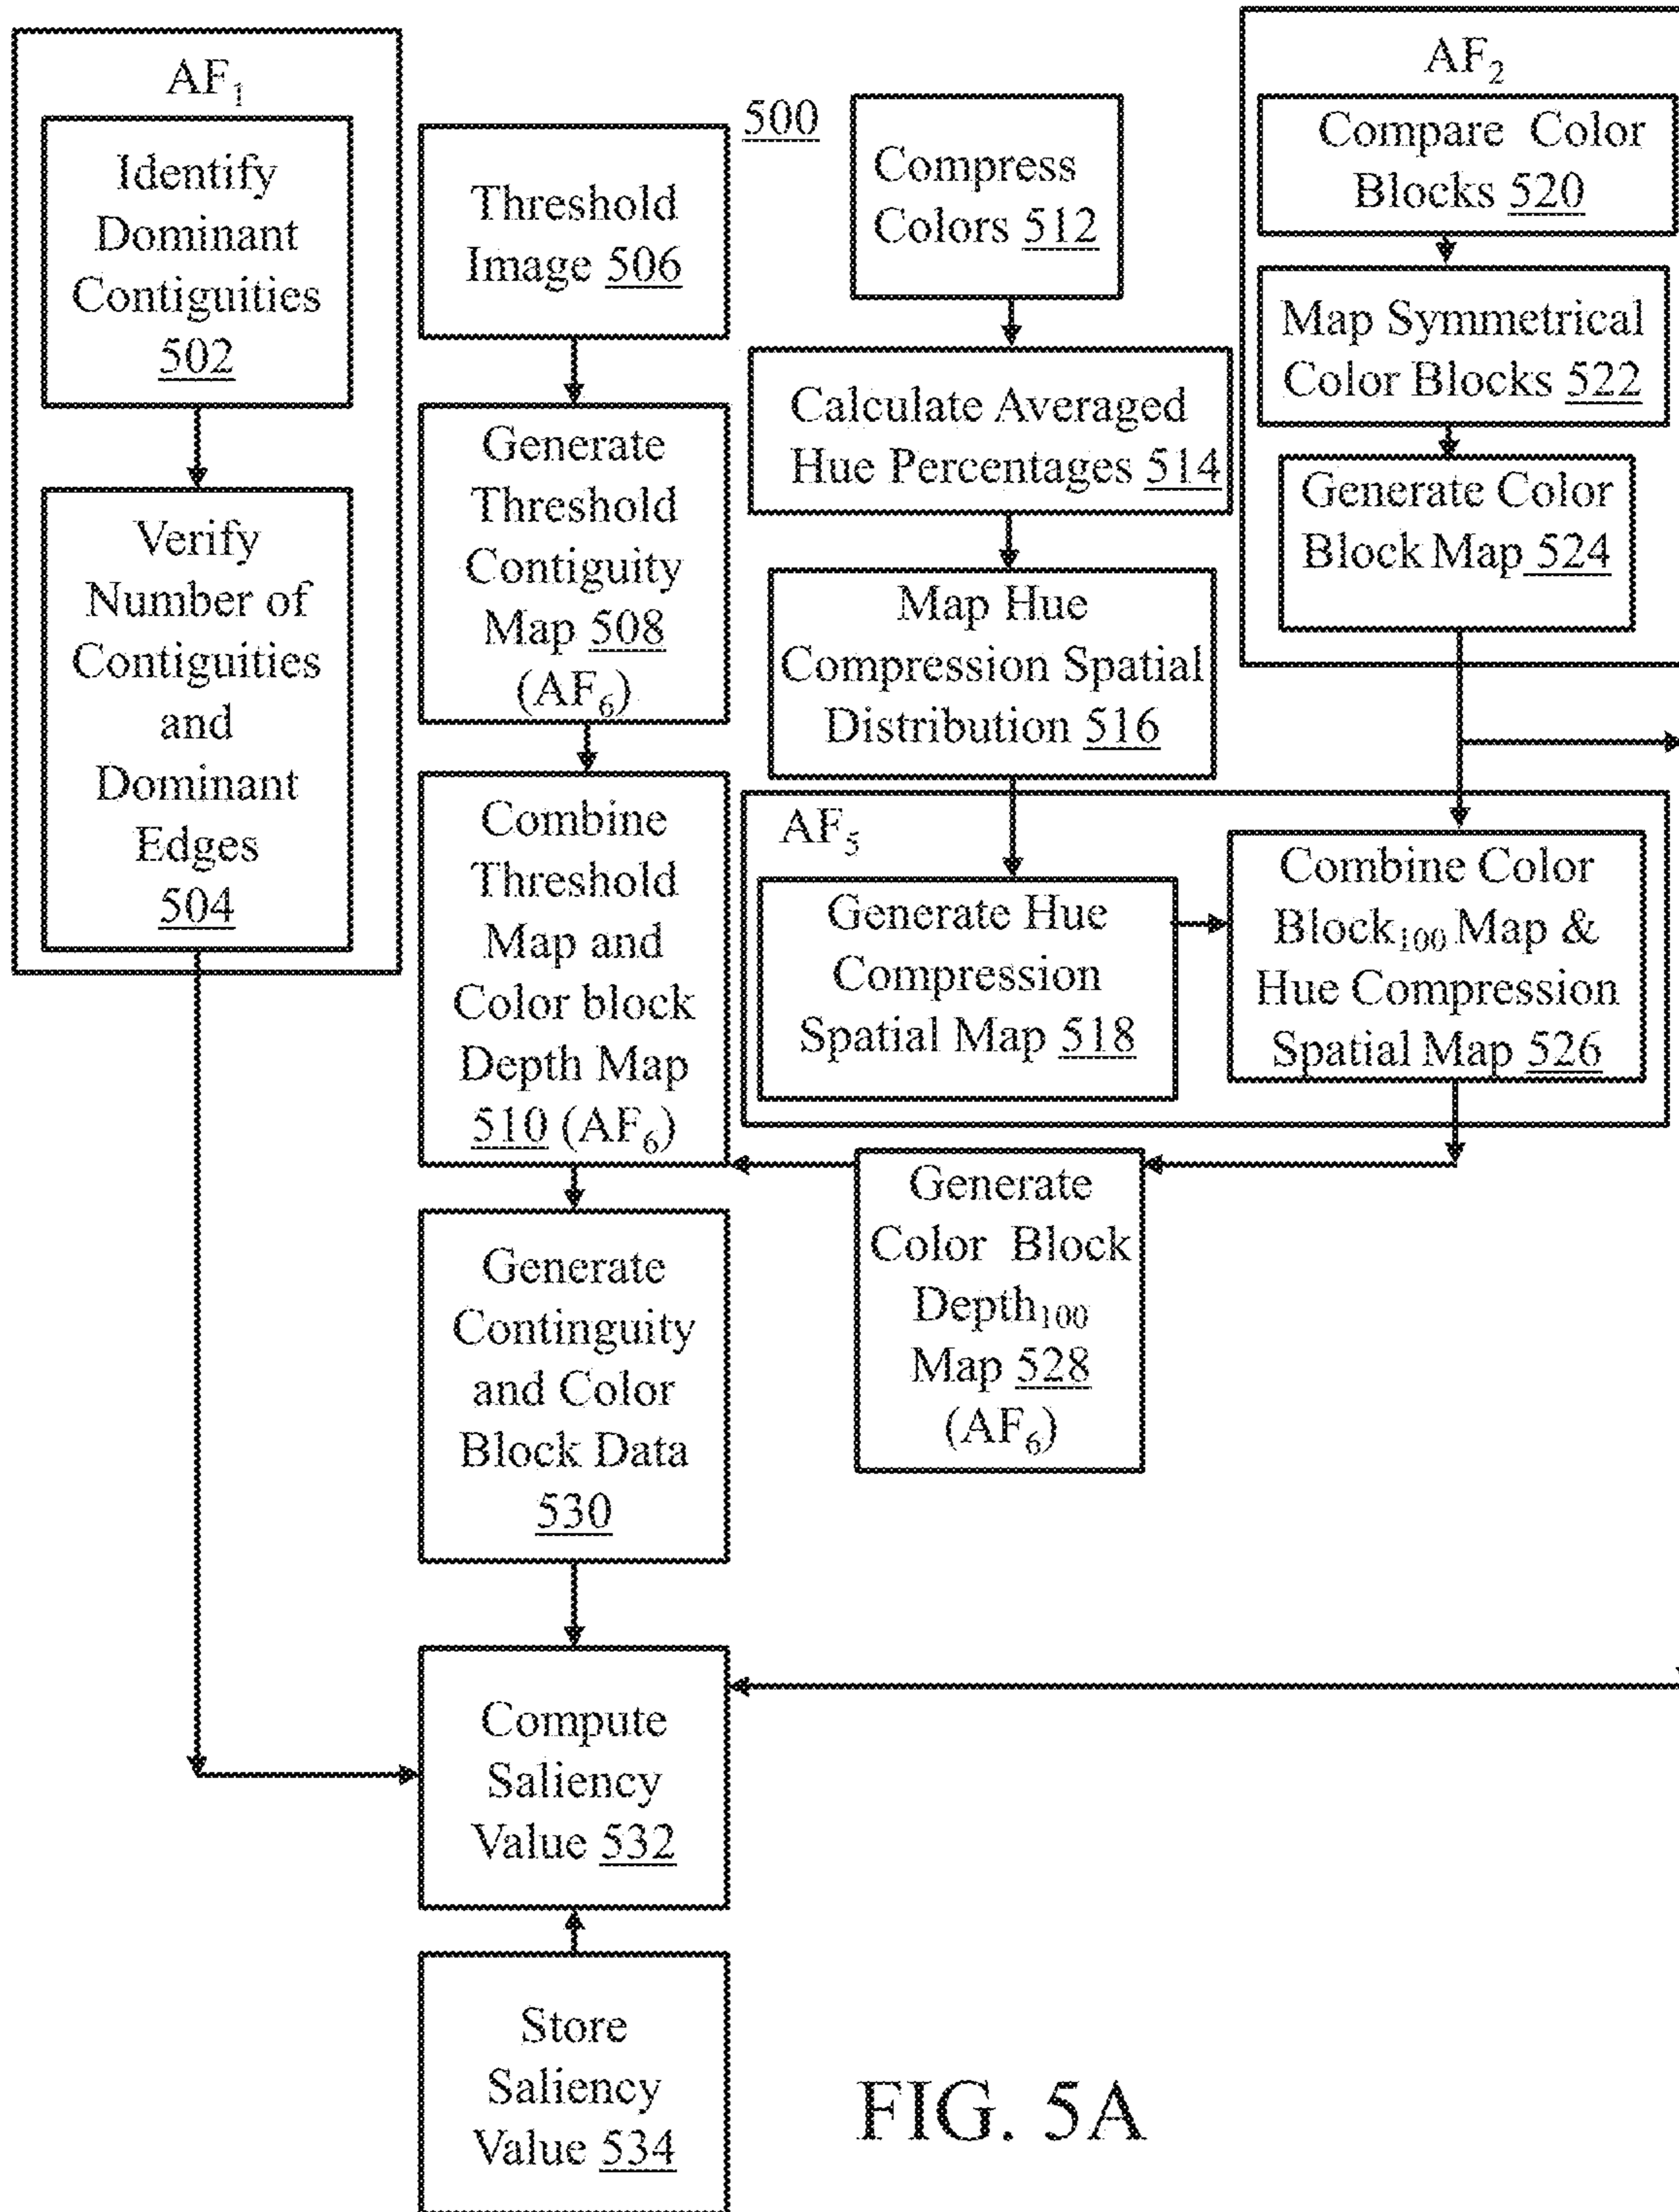 AF1
Identify
Dominant
Contiguities
502
Verify
Number of
Contiguities
and
Dominant
Edges
504
Threshold
Image 506
Generate
Threshold
Contiguity
Map 508
(AF6)
Combine
Threshold
Map and
Color block
Depth Map
510 (AF6)
Generate
Continguity
and Color
Block Data
530
Compute
Saliency
Value 532
Store
Saliency
Value 534
500
Compress
Colors 512
Calculate Averaged
Hue Percentages 514
Map Hue
Compression Spatial
Distribution 516
AF5
Generate Hue
Compression
Spatial Map 518
AF2
Compare Color
Blocks 520
Map Symmetrical
Color Blocks 522
Generate Color
Block Map 524
Combine Color
Block100 Map &
Hue Compression
Spatial Map 526
Generate
Color Block
Depth100
Map 528
(AF6)
FIG. 5A